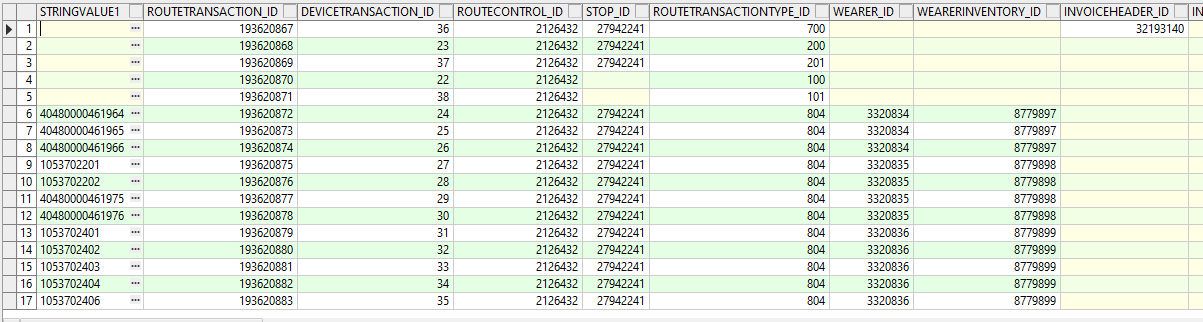 STRINGVALUE1 ROUTETRANSACTION_ID DEVICETRANSACTION_ID ROUTECONTROL_ID STOP_ID ROUTETRANSACTIONTYPE_ID WEARER_ID WEARERINVENTORY_ID INVOICEHEADER_ID IN
1 ... 193620867 36 2126432 27942241 700 32193140
2 ... 193620868 23 2126432 27942241 200
3 ... 193620869 37 2126432 27942241 201
4 ... 193620870 22 2126432 100
5 ... 193620871 38 2126432 101
6 40480000461964 ... 193620872 24 2126432 27942241 804 3320834 8779897
7 40480000461965 ... 193620873 25 2126432 27942241 804 3320834 8779897
8 40480000461966 ... 193620874 26 2126432 27942241 804 3320834 8779897
9 1053702201 ... 193620875 27 2126432 27942241 804 3320835 8779898
10 1053702202 ... 193620876 28 2126432 27942241 804 3320835 8779898
11 40480000461975 ... 193620877 29 2126432 27942241 804 3320835 8779898
12 40480000461976 ... 193620878 30 2126432 27942241 804 3320835 8779898
13 1053702401 ... 193620879 31 2126432 27942241 804 3320836 8779899
14 1053702402 ... 193620880 32 2126432 27942241 804 3320836 8779899
15 1053702403 ... 193620881 33 2126432 27942241 804 3320836 8779899
16 1053702404 ... 193620882 34 2126432 27942241 804 3320836 8779899
17 1053702406 ... 193620883 35 2126432 27942241 804 3320836 8779899